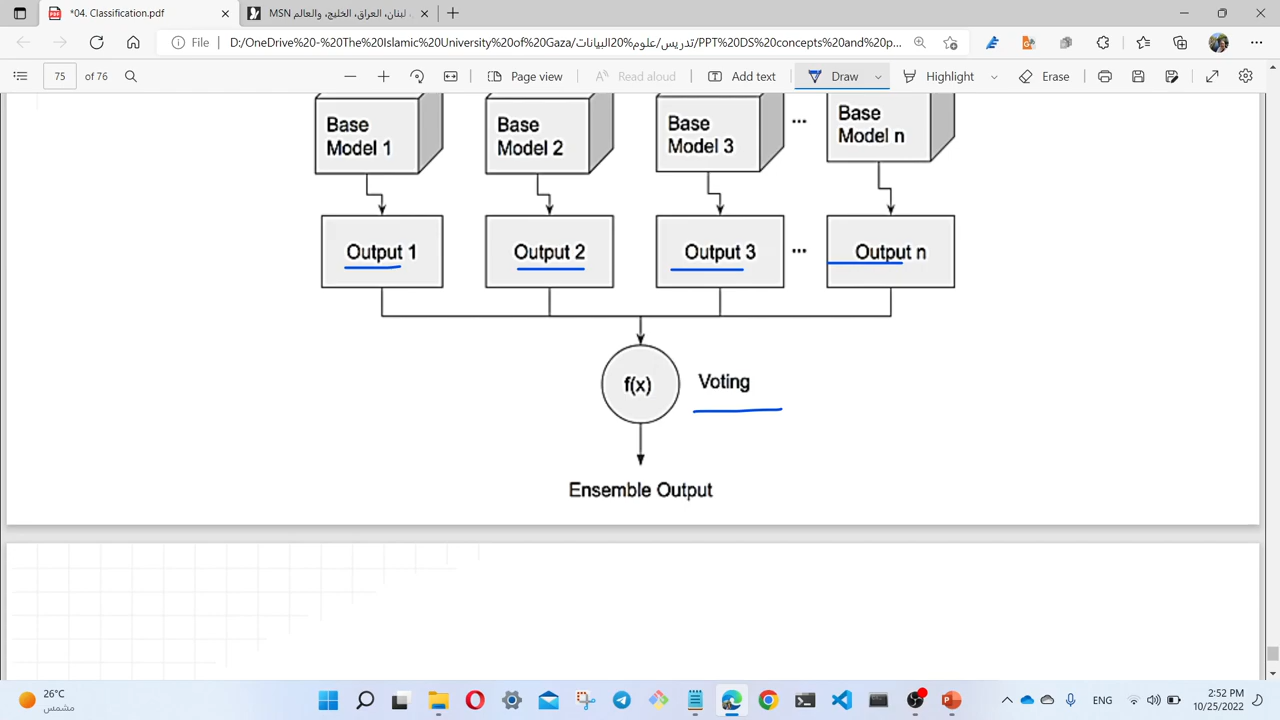 *04. Classification.pdf
MSN لبنان، العراق، الخليج، والعالم
File
D:/OneDrive%20-%20The%20Islamic%20University%20of%20Gaza/تدريس/علوم%20البيانات/PPT%20DS%20concepts%20and%20p...
75 of 76
Page view
Read aloud
Add text
Draw
Highlight
Erase
Base Model 1
Base Model 2
Base Model 3
...
Base Model n
Output 1
Output 2
Output 3
...
Output n
f(x)
Voting
Ensemble Output
26°C
مشمس
ENG
2:52 PM
10/25/2022